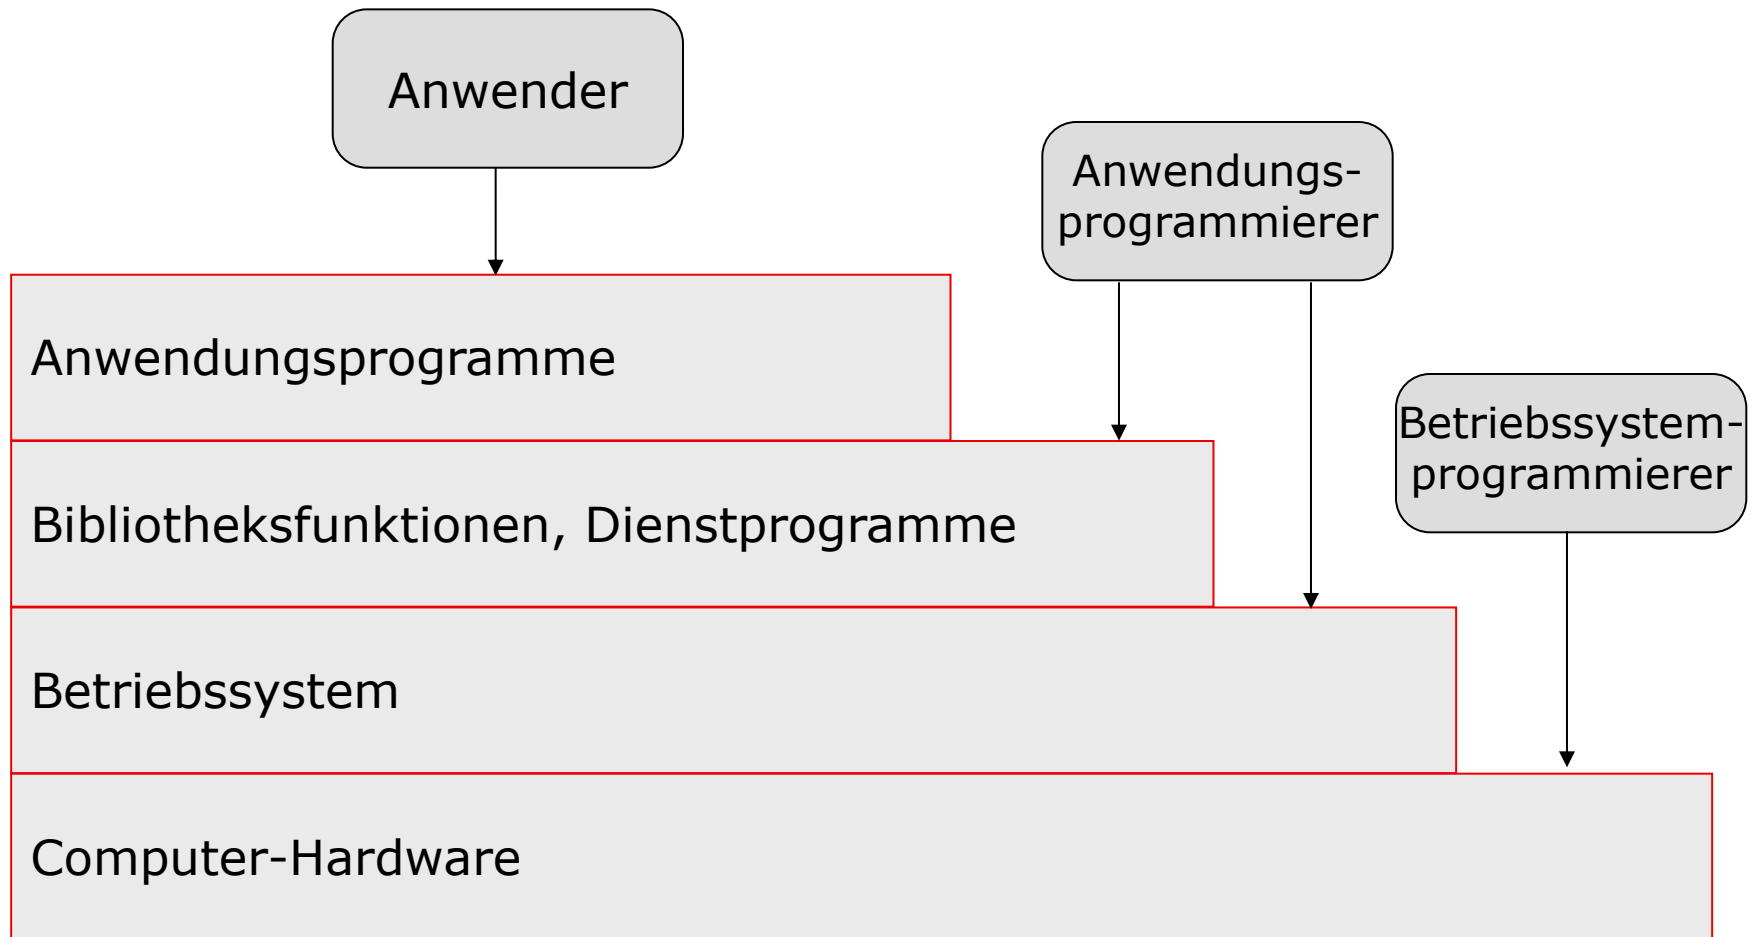 Anwender
Anwendungs-
programmierer
Anwendungsprogramme
Betriebssystem-
programmierer
Bibliotheksfunktionen, Dienstprogramme
Betriebssystem
Computer-Hardware